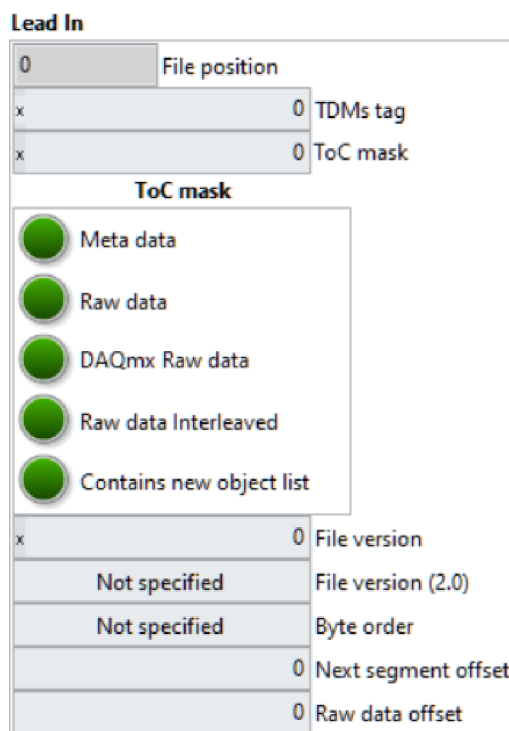 Lead In
0 File position
x 0 TDMs tag
x 0 ToC mask
ToC mask
Meta data
Raw data
DAQmx Raw data
Raw data Interleaved
Contains new object list
x 0 File version
Not specified File version (2.0)
Not specified Byte order
0 Next segment offset
0 Raw data offset